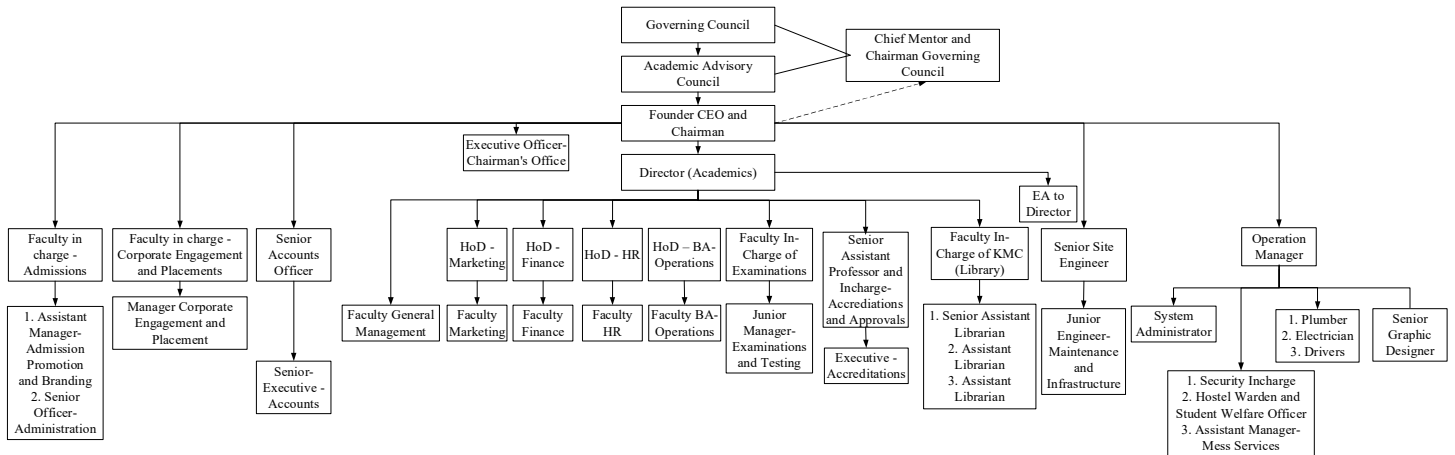 Governing Council
Chief Mentor and
Chairman Governing
Council
Academic Advisory
Council
Founder CEO and
Chairman
Executive Officer-
Chairman's Office
Director (Academics)
EA to
Director
Faculty in
charge -
Admissions
Faculty in charge -
Corporate Engagement
and Placements
Senior
Accounts
Officer
HoD -
Marketing
HoD -
Finance
HoD - HR
HoD – BA-
Operations
Faculty In-
Charge of
Examinations
Senior
Assistant
Professor and
Incharge-
Accrediations
and Approvals
Faculty In-
Charge of KMC
(Library)
Senior Site
Engineer
Operation
Manager
1. Assistant
Manager-
Admission
Promotion
and Branding
2. Senior
Officer-
Administration
Manager Corporate
Engagement and
Placement
Senior-
Executive -
Accounts
Faculty General
Management
Faculty
Marketing
Faculty
Finance
Faculty
HR
Faculty BA-
Operations
Junior
Manager-
Examinations
and Testing
Executive -
Accreditations
1. Senior Assistant
Librarian
2. Assistant
Librarian
3. Assistant
Librarian
Junior
Engineer-
Maintenance
and
Infrastructure
System
Administrator
1. Security Incharge
2. Hostel Warden and
Student Welfare Officer
3. Assistant Manager-
Mess Services
1. Plumber
2. Electrician
3. Drivers
Senior
Graphic
Designer